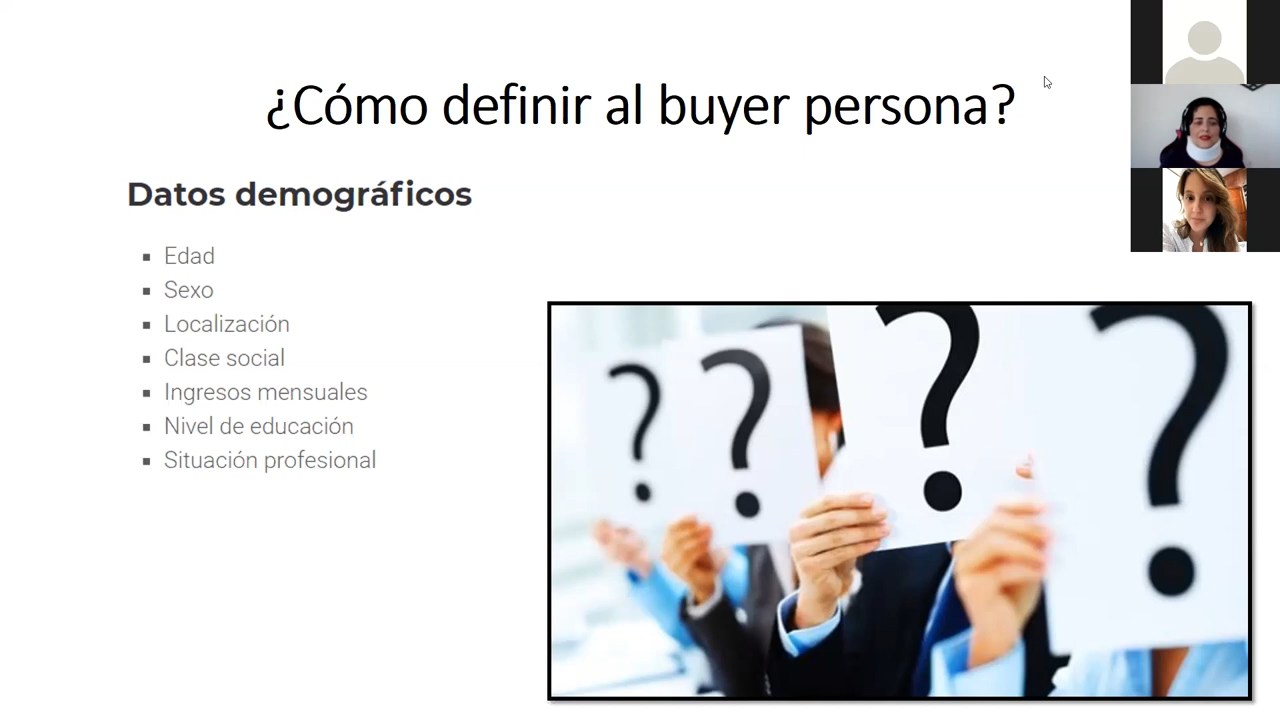 ¿Cómo definir al buyer persona?
Datos demográficos
▪ Edad
▪ Sexo
▪ Localización
▪ Clase social
▪ Ingresos mensuales
▪ Nivel de educación
▪ Situación profesional
? ? ? ?